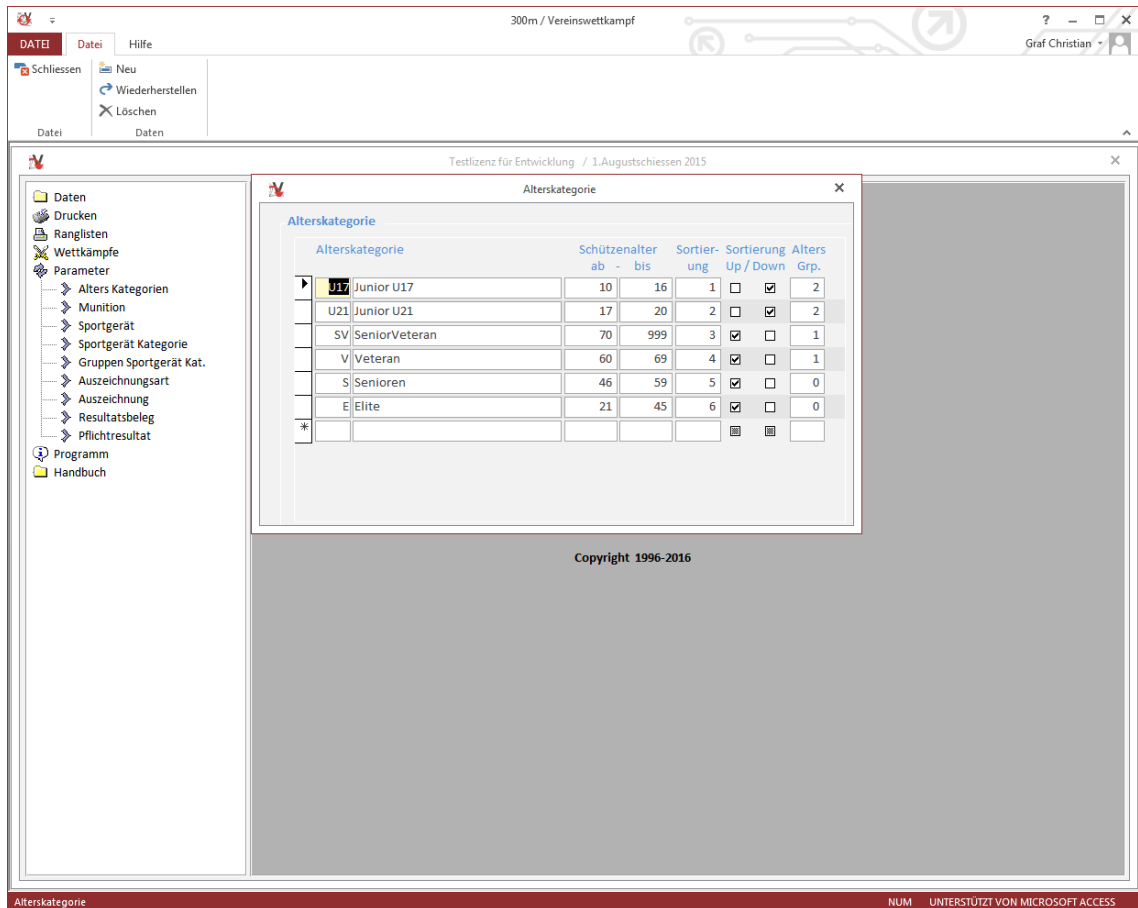 300m / Vereinswettkampf
?
DATEI Datei Hilfe
Graf Christian
Schliessen
Neu
Wiederherstellen
Löschen
Datei
Daten
Testlizenz für Entwicklung / 1.Augustschiessen 2015
Daten
Drucken
Ranglisten
Wettkämpfe
Parameter
Alters Kategorien
Munition
Sportgerät
Sportgerät Kategorie
Gruppen Sportgerät Kat.
Auszeichnungsart
Auszeichnung
Resultatsbeleg
Pflichtresultat
Programm
Handbuch
Alterskategorie
Alterskategorie
Alterskategorie Schützenalter Sortier- Sortierung Alters
ab - bis ung Up / Down Grp.
U17 Junior U17 10 16 1 2
U21 Junior U21 17 20 2 2
SV SeniorVeteran 70 999 3 1
V Veteran 60 69 4 1
S Senioren 46 59 5 0
E Elite 21 45 6 0
*
Copyright 1996-2016
Alterskategorie
NUM UNTERSTÜTZT VON MICROSOFT ACCESS